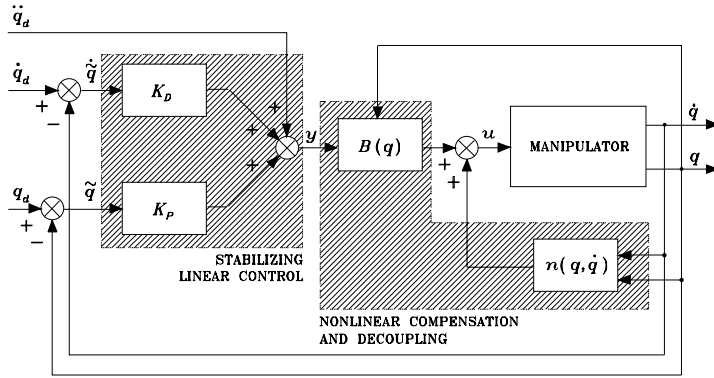 q̈_d
q̇_d
+
−
q̃̇
K_D
+
+
+
y
B(q)
+
+
u
MANIPULATOR
q̇
q
q_d
+
−
q̃
K_P
STABILIZING
LINEAR CONTROL
n(q,q̇)
NONLINEAR COMPENSATION
AND DECOUPLING